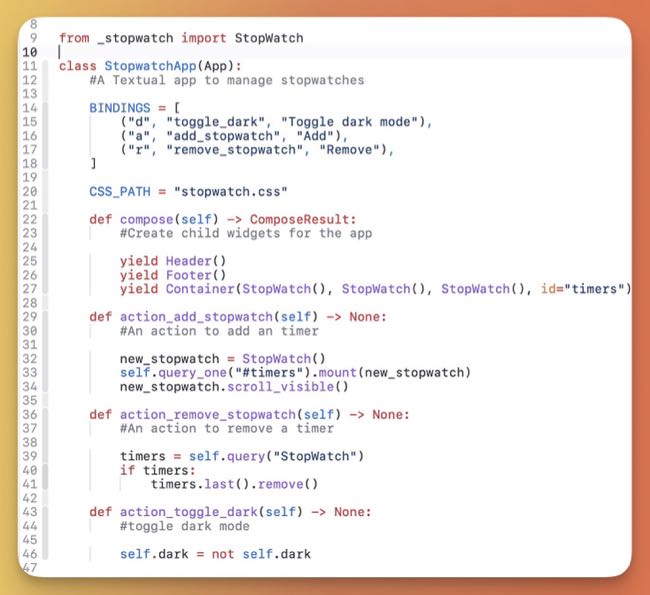 8
9 from _stopwatch import StopWatch
10
11 class StopwatchApp(App):
12     #A Textual app to manage stopwatches
13
14     BINDINGS = [
15         ("d", "toggle_dark", "Toggle dark mode"),
16         ("a", "add_stopwatch", "Add"),
17         ("r", "remove_stopwatch", "Remove"),
18     ]
19
20     CSS_PATH = "stopwatch.css"
21
22     def compose(self) -> ComposeResult:
23         #Create child widgets for the app
24
25         yield Header()
26         yield Footer()
27         yield Container(StopWatch(), StopWatch(), StopWatch(), id="timers")
28
29     def action_add_stopwatch(self) -> None:
30         #An action to add an timer
31
32         new_stopwatch = StopWatch()
33         self.query_one("#timers").mount(new_stopwatch)
34         new_stopwatch.scroll_visible()
35
36     def action_remove_stopwatch(self) -> None:
37         #An action to remove a timer
38
39         timers = self.query("StopWatch")
40         if timers:
41             timers.last().remove()
42
43     def action_toggle_dark(self) -> None:
44         #toggle dark mode
45
46         self.dark = not self.dark
47